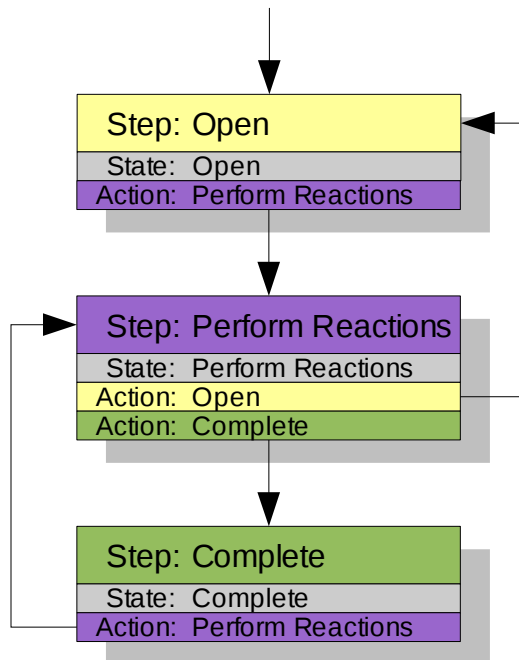 Step: Open
State: Open
Action: Perform Reactions
Step: Perform Reactions
State: Perform Reactions
Action: Open
Action: Complete
Step: Complete
State: Complete
Action: Perform Reactions